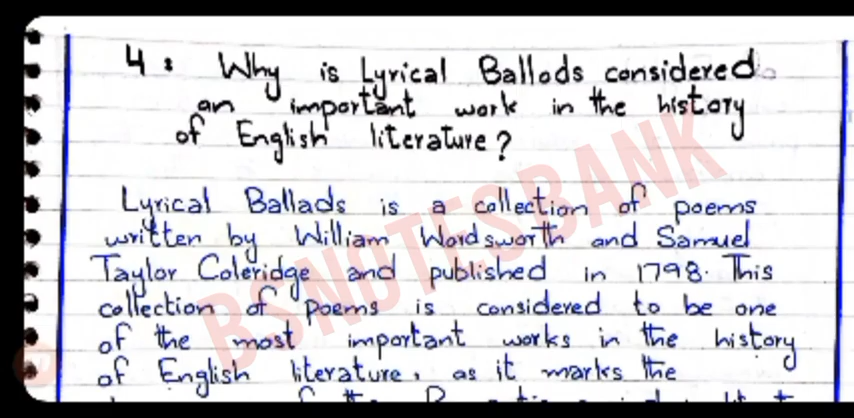 4: Why is Lyrical Ballads considered
an important work in the history
of English literature?
Lyrical Ballads is a collection of poems
written by William Wordsworth and Samuel
Taylor Coleridge and published in 1798. This
collection of poems is considered to be one
of the most important works in the history
of English literature, as it marks the
BSNOTESBANK